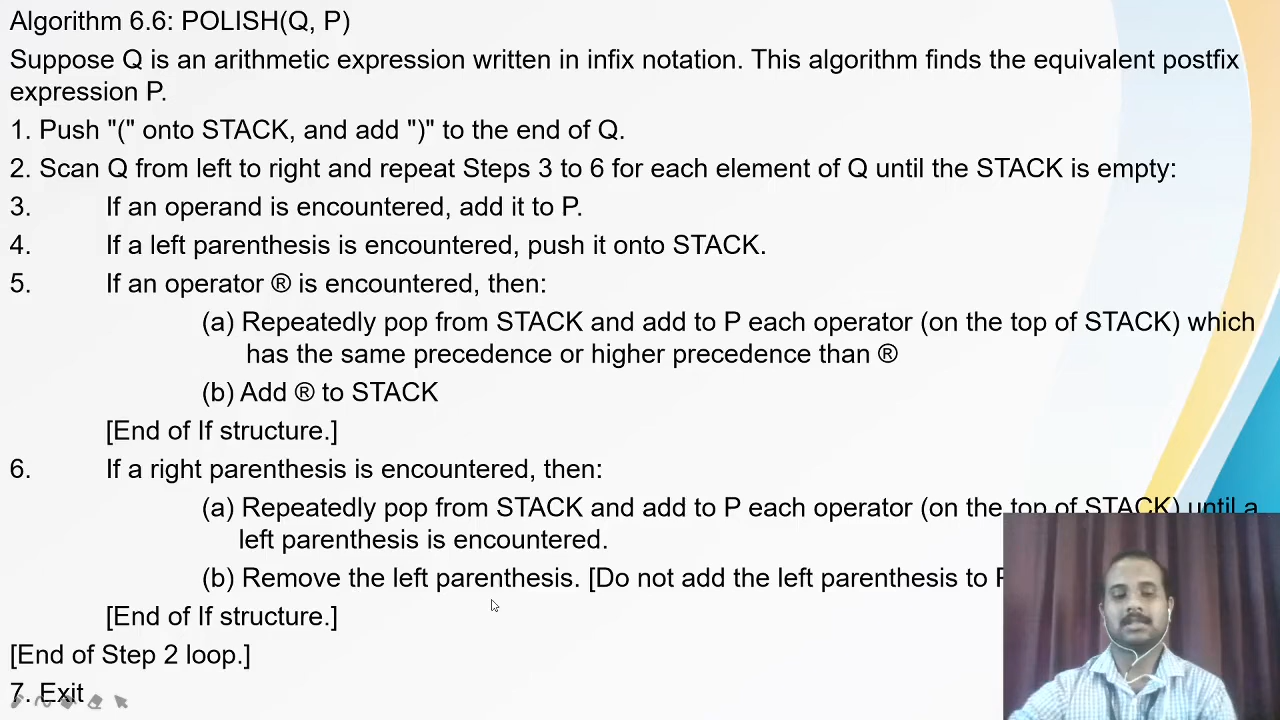 Algorithm 6.6: POLISH(Q, P)
Suppose Q is an arithmetic expression written in infix notation. This algorithm finds the equivalent postfix
expression P.
1. Push "(" onto STACK, and add ")" to the end of Q.
2. Scan Q from left to right and repeat Steps 3 to 6 for each element of Q until the STACK is empty:
3. If an operand is encountered, add it to P.
4. If a left parenthesis is encountered, push it onto STACK.
5. If an operator ® is encountered, then:
(a) Repeatedly pop from STACK and add to P each operator (on the top of STACK) which
has the same precedence or higher precedence than ®
(b) Add ® to STACK
[End of If structure.]
6. If a right parenthesis is encountered, then:
(a) Repeatedly pop from STACK and add to P each operator (on the top of STACK) until a
left parenthesis is encountered.
(b) Remove the left parenthesis. [Do not add the left parenthesis to P
[End of If structure.]
[End of Step 2 loop.]
7. Exit